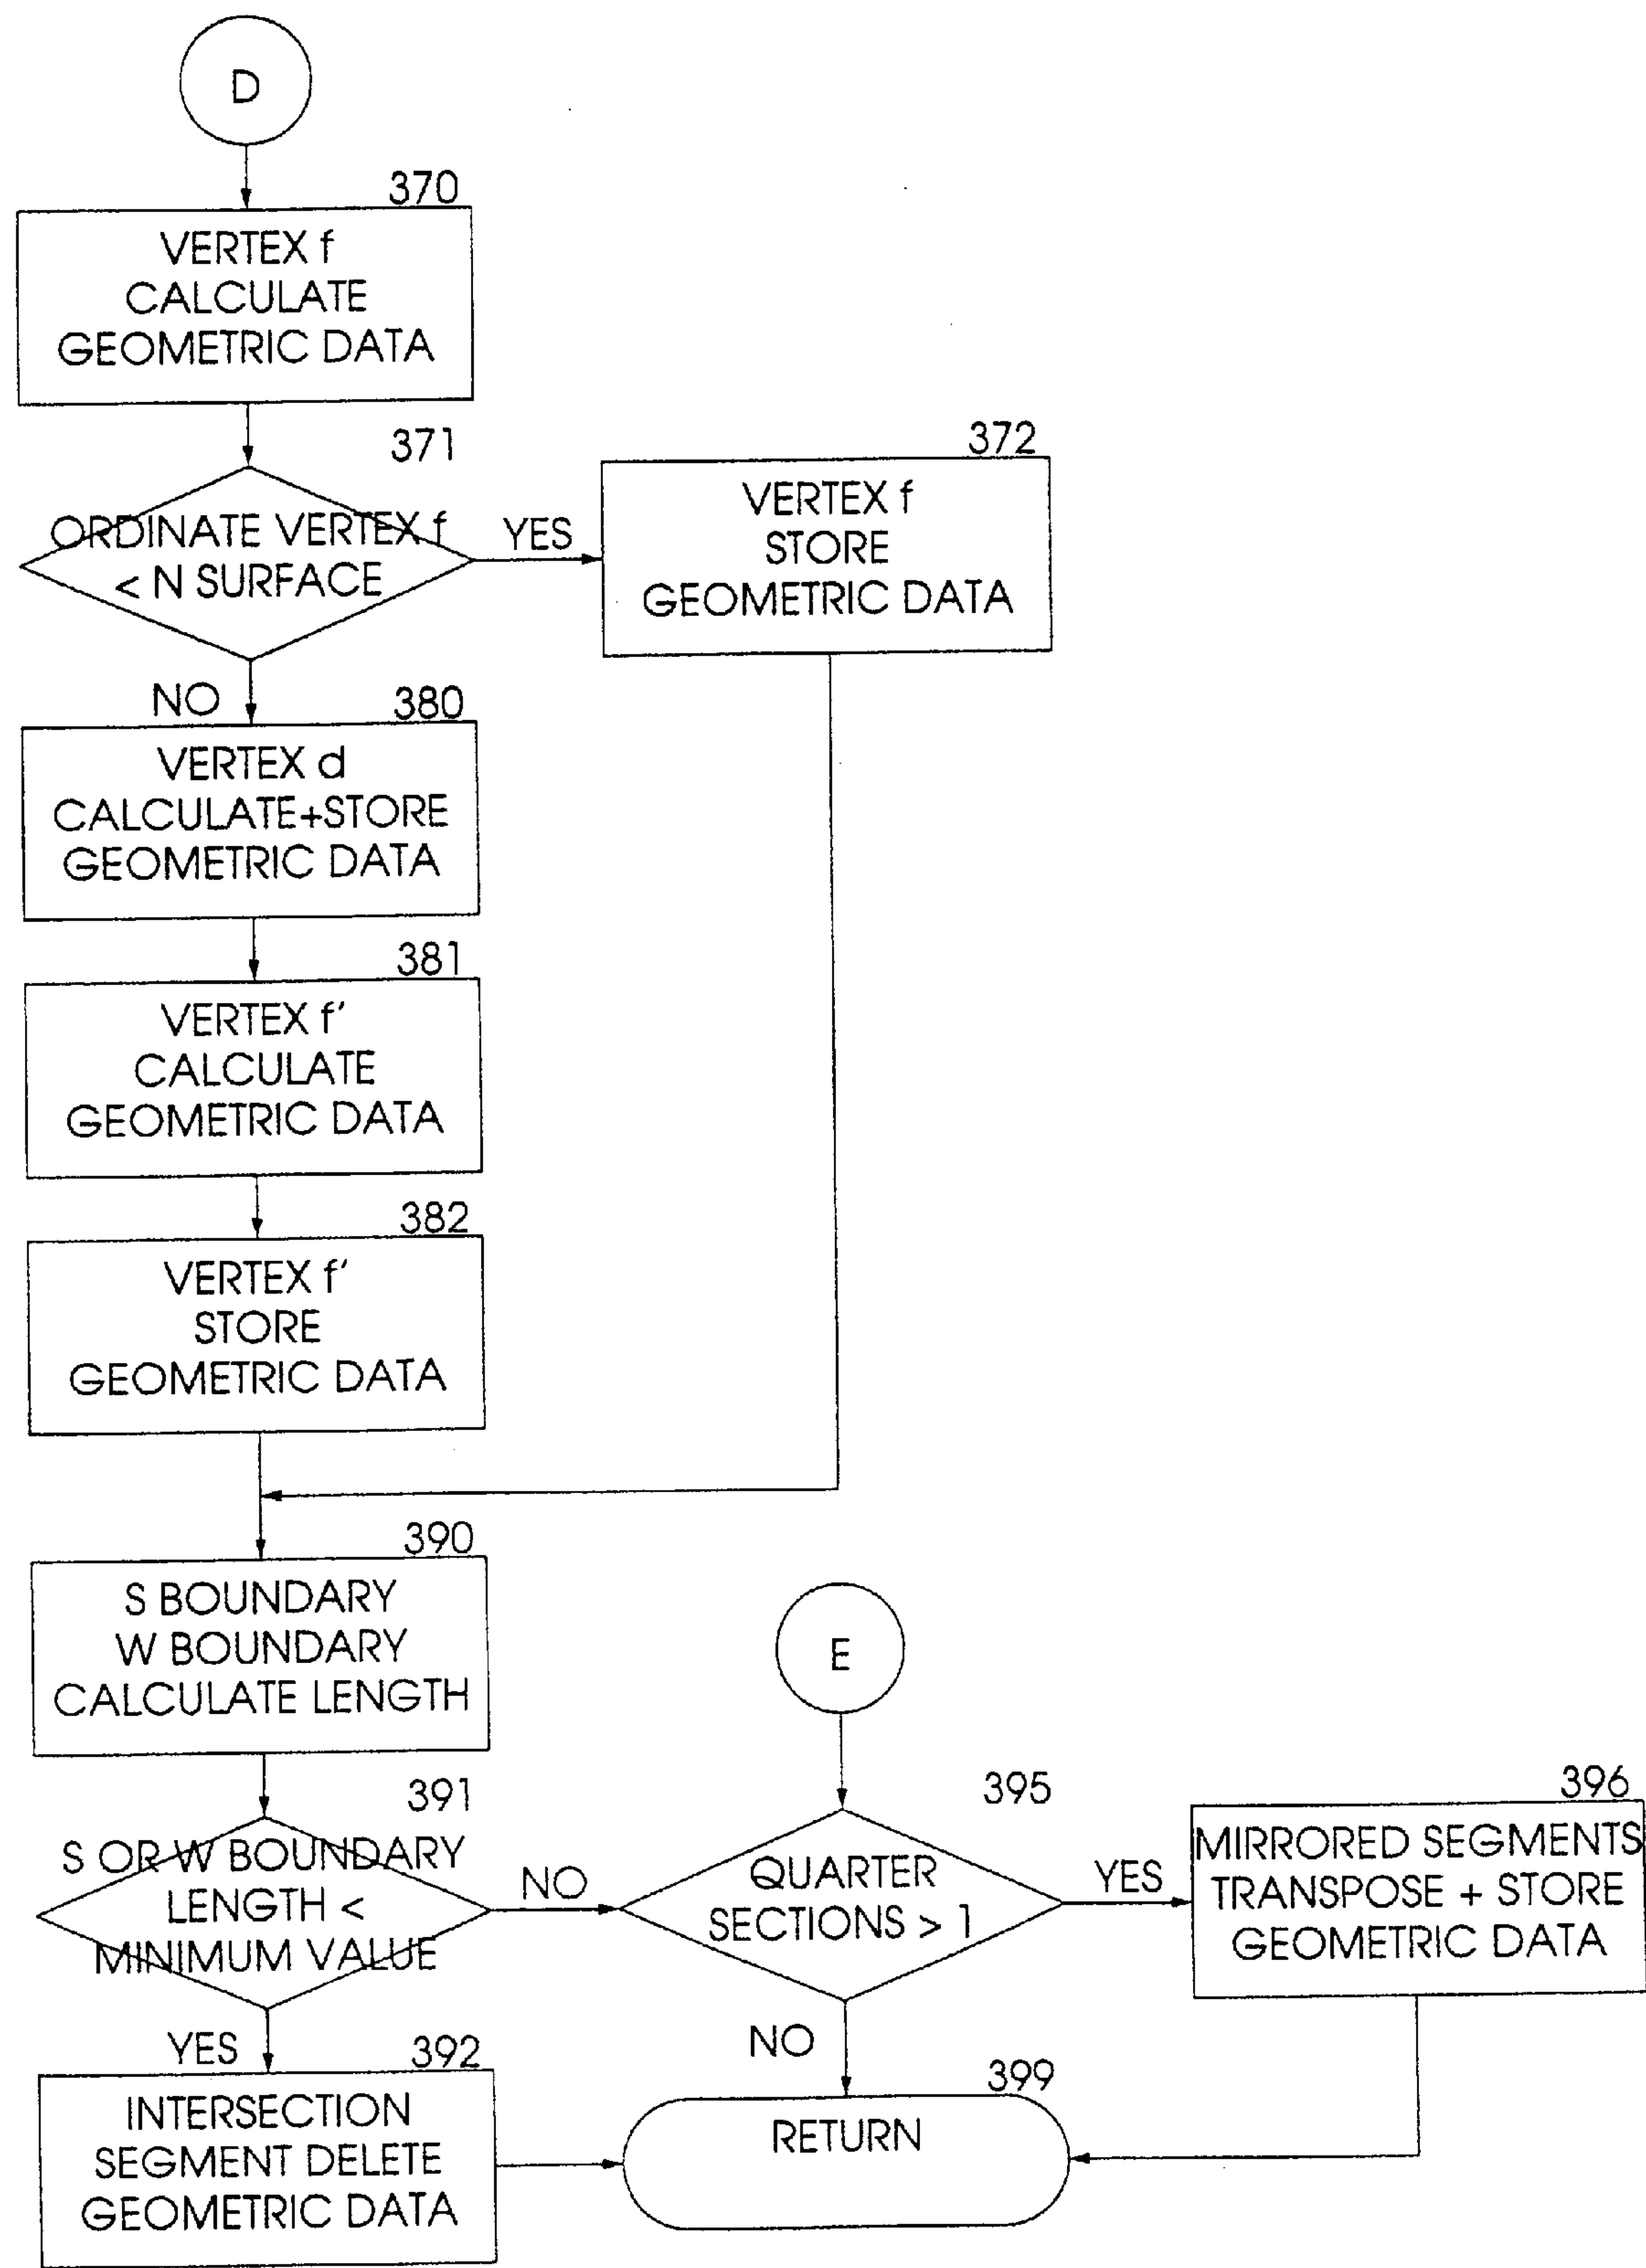 D
370
VERTEX f
CALCULATE
GEOMETRIC DATA
371
ORDINATE VERTEX f
< N SURFACE
YES
372
VERTEX f
STORE
GEOMETRIC DATA
NO
380
VERTEX d
CALCULATE+STORE
GEOMETRIC DATA
381
VERTEX f'
CALCULATE
GEOMETRIC DATA
382
VERTEX f'
STORE
GEOMETRIC DATA
390
S BOUNDARY
W BOUNDARY
CALCULATE LENGTH
E
391
S OR W BOUNDARY
LENGTH <
MINIMUM VALUE
NO
395
QUARTER
SECTIONS > 1
YES
396
MIRRORED SEGMENTS
TRANSPOSE + STORE
GEOMETRIC DATA
YES
392
INTERSECTION
SEGMENT DELETE
GEOMETRIC DATA
NO
399
RETURN